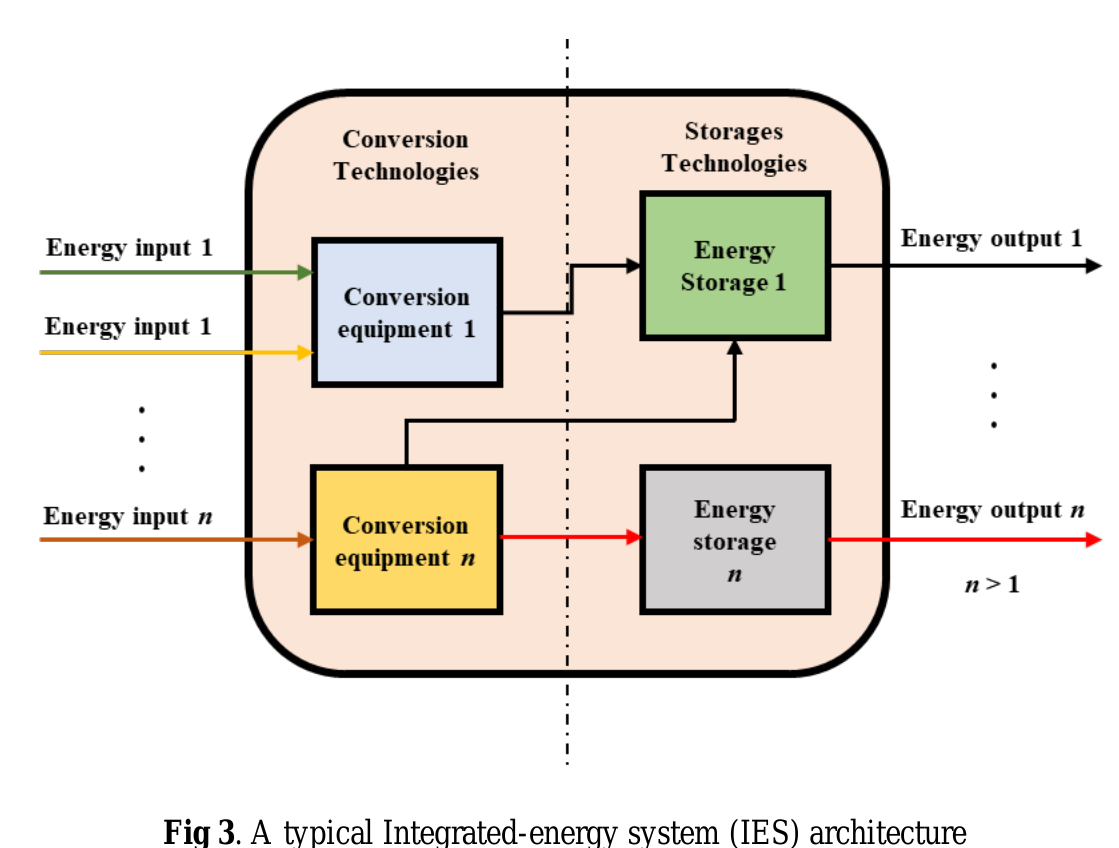 Conversion
Technologies
Storages
Technologies
Energy input 1
Energy input 1
Energy input n
Conversion
equipment 1
Conversion
equipment n
Energy
Storage 1
Energy
storage
n
Energy output 1
Energy output n
n > 1
Fig 3. A typical Integrated-energy system (IES) architecture